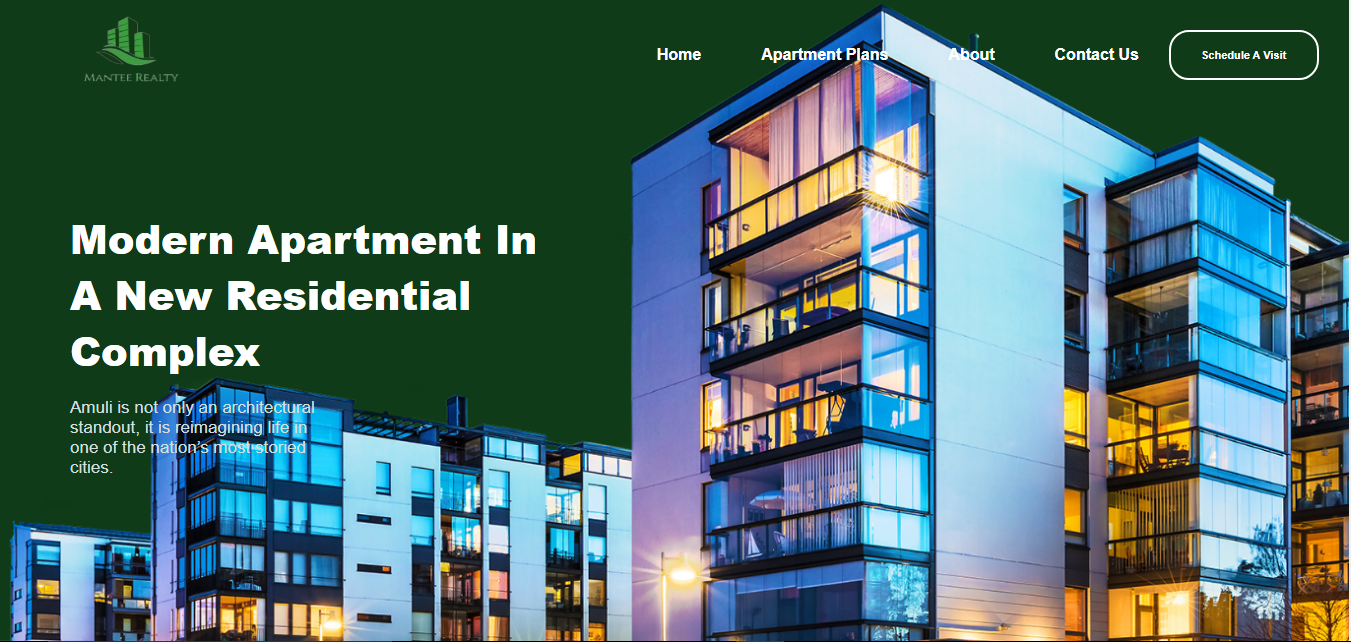 MANTEE REALTY
Home Apartment Plans About Contact Us Schedule A Visit
Modern Apartment In
A New Residential
Complex
Amuli is not only an architectural
standout, it is reimagining life in
one of the nation's most-storied
cities.